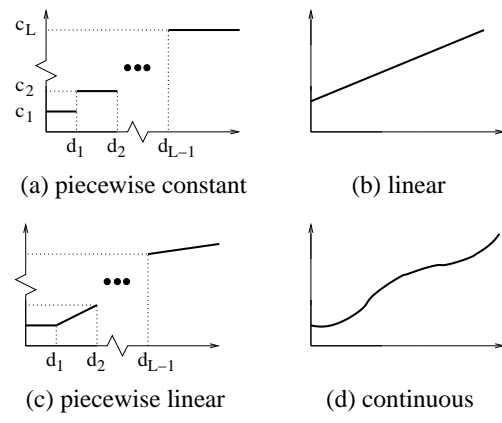 c_L
c_2
c_1
d_1 d_2 d_{L-1}
(a) piecewise constant
(b) linear
d_1 d_2 d_{L-1}
(c) piecewise linear
(d) continuous